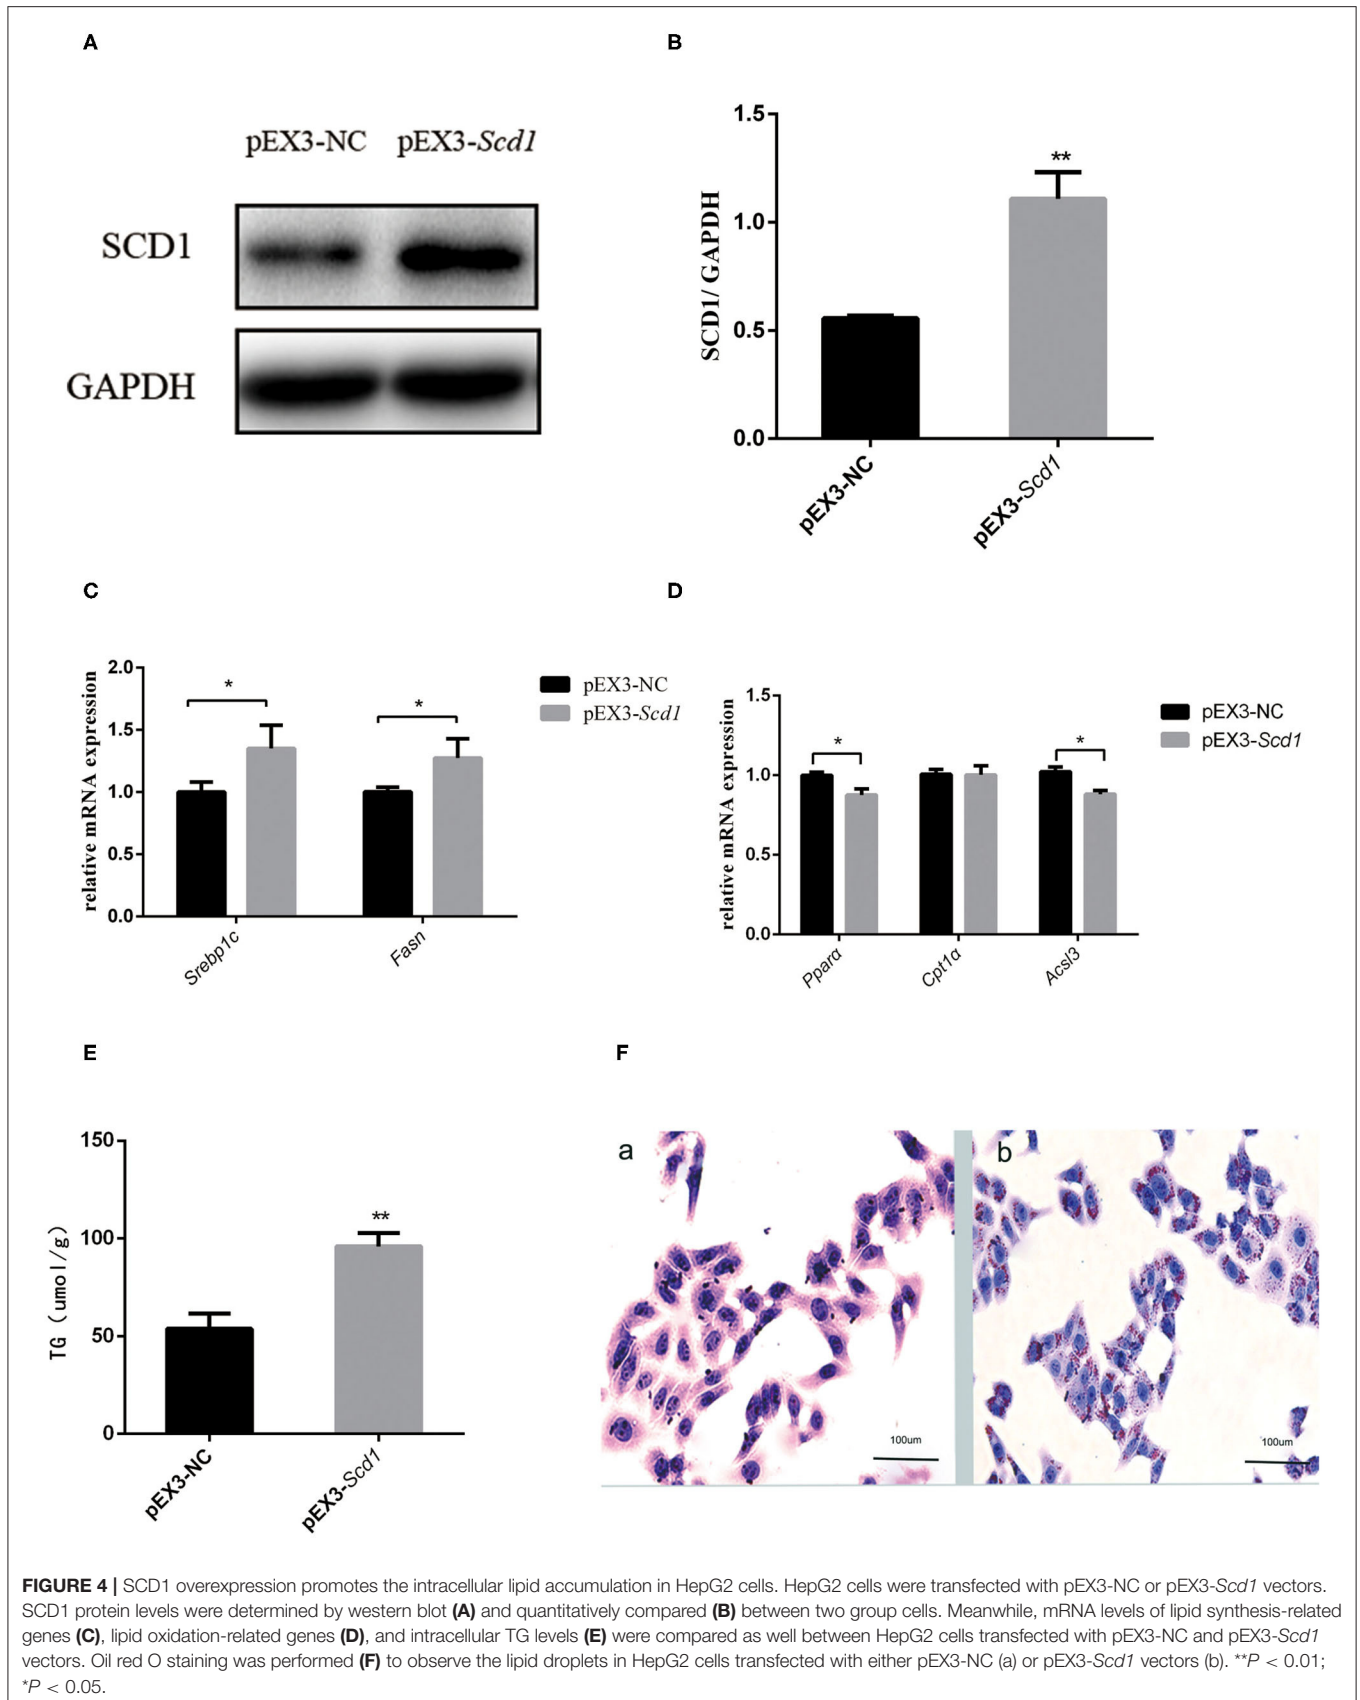 A
pEX3-NC pEX3-Scd1
SCD1
GAPDH
B
1.5
1.0
0.5
0.0
SCD1/ GAPDH
**
pEX3-NC
pEX3-Scd1
C
2.0
1.5
1.0
0.5
0.0
relative mRNA expression
*
*
Srebp1c
Fasn
pEX3-NC
pEX3-Scd1
D
1.5
1.0
0.5
0.0
relative mRNA expression
*
*
Pparα
Cpt1α
Acsl3
pEX3-NC
pEX3-Scd1
E
150
100
50
0
TG (umol/g)
**
pEX3-NC
pEX3-Scd1
F
a
100um
b
100um
FIGURE 4 | SCD1 overexpression promotes the intracellular lipid accumulation in HepG2 cells. HepG2 cells were transfected with pEX3-NC or pEX3-Scd1 vectors.
SCD1 protein levels were determined by western blot (A) and quantitatively compared (B) between two group cells. Meanwhile, mRNA levels of lipid synthesis-related
genes (C), lipid oxidation-related genes (D), and intracellular TG levels (E) were compared as well between HepG2 cells transfected with pEX3-NC and pEX3-Scd1
vectors. Oil red O staining was performed (F) to observe the lipid droplets in HepG2 cells transfected with either pEX3-NC (a) or pEX3-Scd1 vectors (b). **P < 0.01;
*P < 0.05.